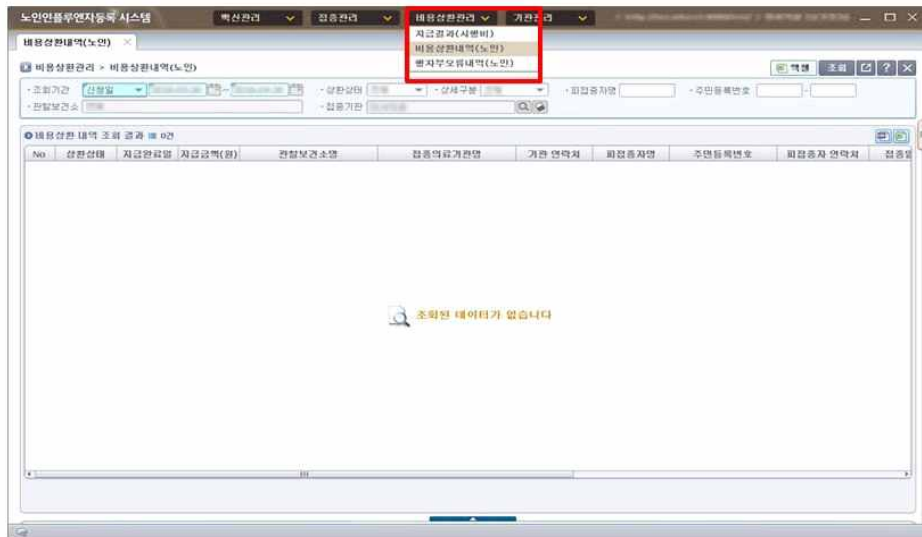 노인인플루엔자등록 시스템 백신관리 접종관리 비용상환관리 기관관리
지급결과(시행비)
비용상환내역(노인)
행자부오류내역(노인)
비용상환내역(노인)
비용상환관리 > 비용상환내역(노인) 엑셀 조회
·조회기간 신청일 ~ ·상환상태 ·상세구분 ·피접종자명 ·주민등록번호 -
·관할보건소 ·접종기관
비용상환 내역 조회 결과 0건
No 상환상태 지급완료일 지급금액(원) 관할보건소명 접종의료기관명 기관 연락처 피접종자명 주민등록번호 피접종자 연락처 접종일
조회된 데이터가 없습니다